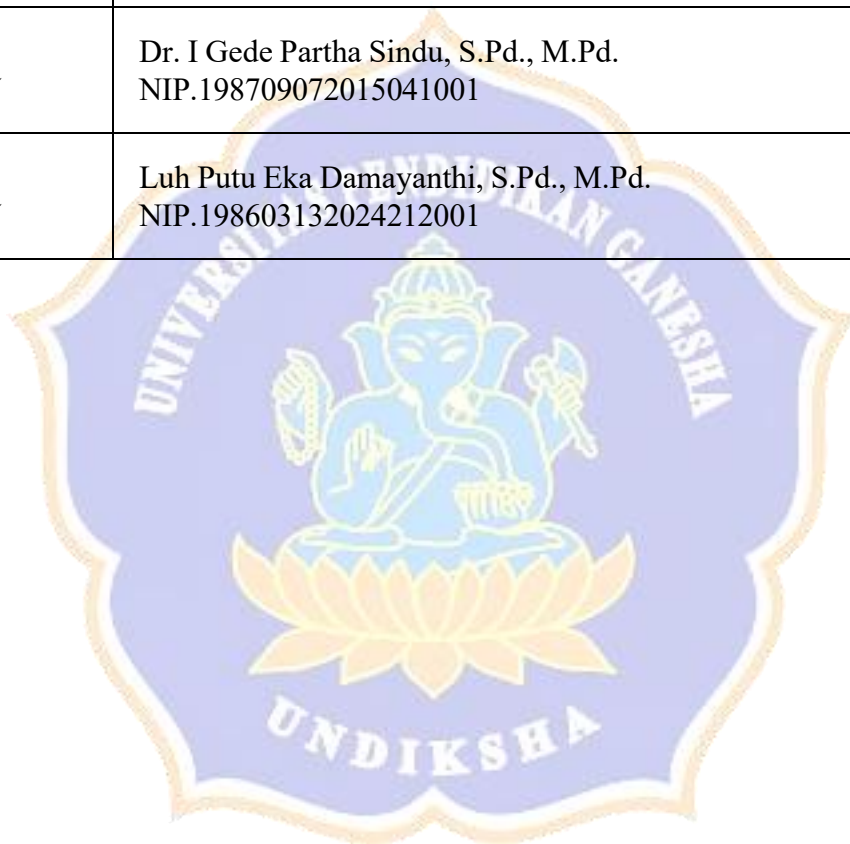 Dr. I Gede Partha Sindu, S.Pd., M.Pd.
NIP.198709072015041001
Luh Putu Eka Damayanthi, S.Pd., M.Pd.
NIP.198603132024212001
UNIVERSITAS PENDIDIKAN GANESHA
UNDIKSHA